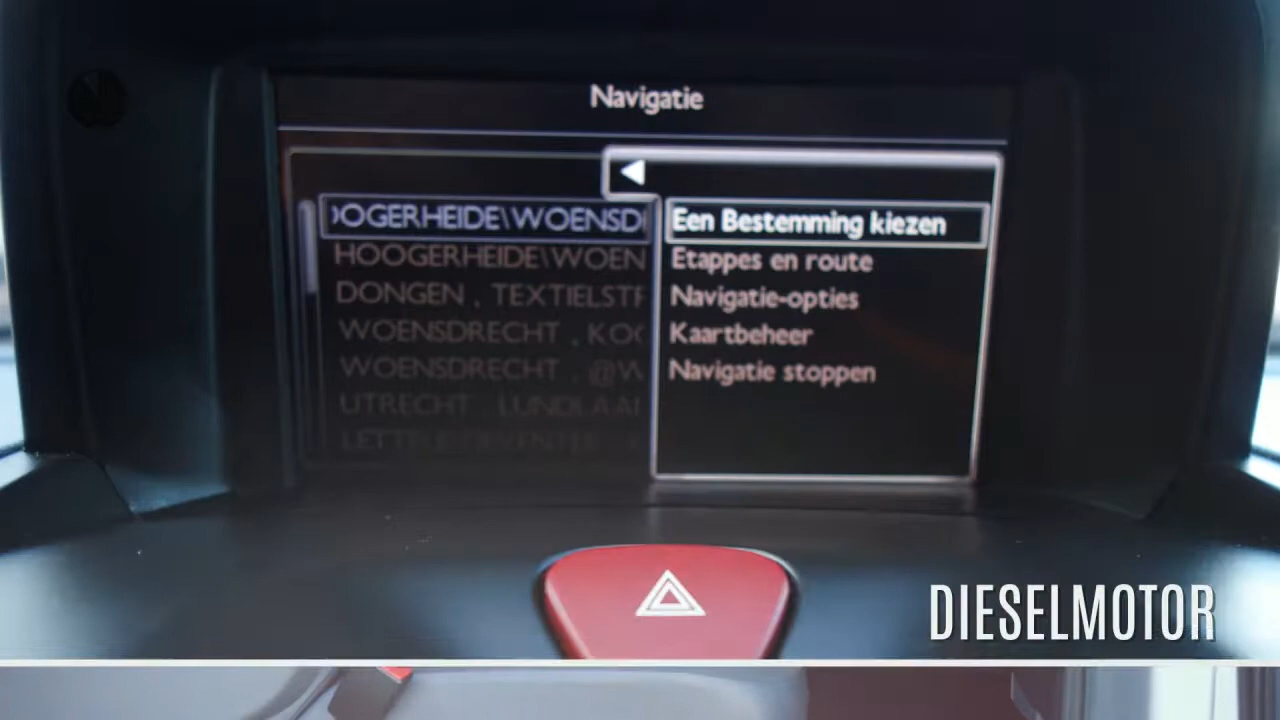 Navigatie
OGERHEIDE\WOENSD
HOOGERHEIDE\WOEN
DONGEN , TEXTIELST
WOENSDRECHT , KO
WOENSDRECHT , @W
UTRECHT
Een Bestemming kiezen
Etappes en route
Navigatie-opties
Kaartbeheer
Navigatie stoppen
DIESELMOTOR